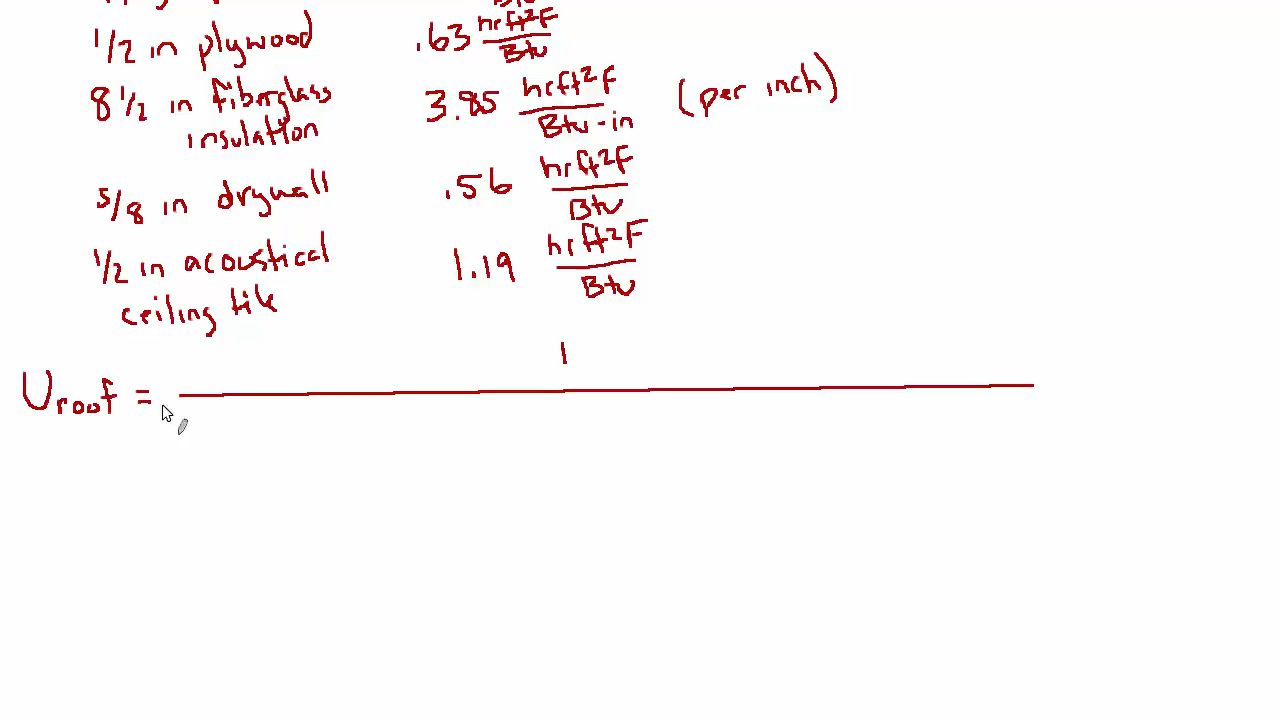 1/2 in plywood .63 hrft²F / Btu
8 1/2 in fiberglass insulation 3.85 hrft²F / Btu-in (per inch)
5/8 in drywall .56 hrft²F / Btu
1/2 in acoustical ceiling tile 1.19 hrft²F / Btu
1
U roof =